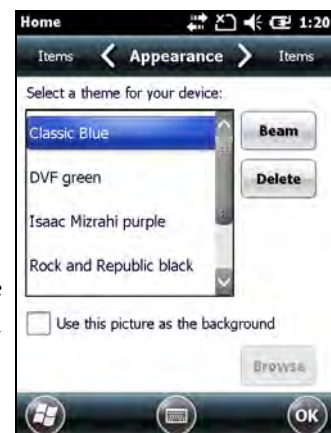 Home 1:20
Items Appearance Items
Select a theme for your device:
Classic Blue Beam
DVF green Delete
Isaac Mizrahi purple
Rock and Republic black
Use this picture as the background
Browse
OK